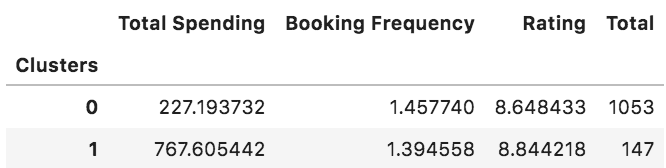 Total Spending Booking Frequency Rating Total
Clusters
0 227.193732 1.457740 8.648433 1053
1 767.605442 1.394558 8.844218 147